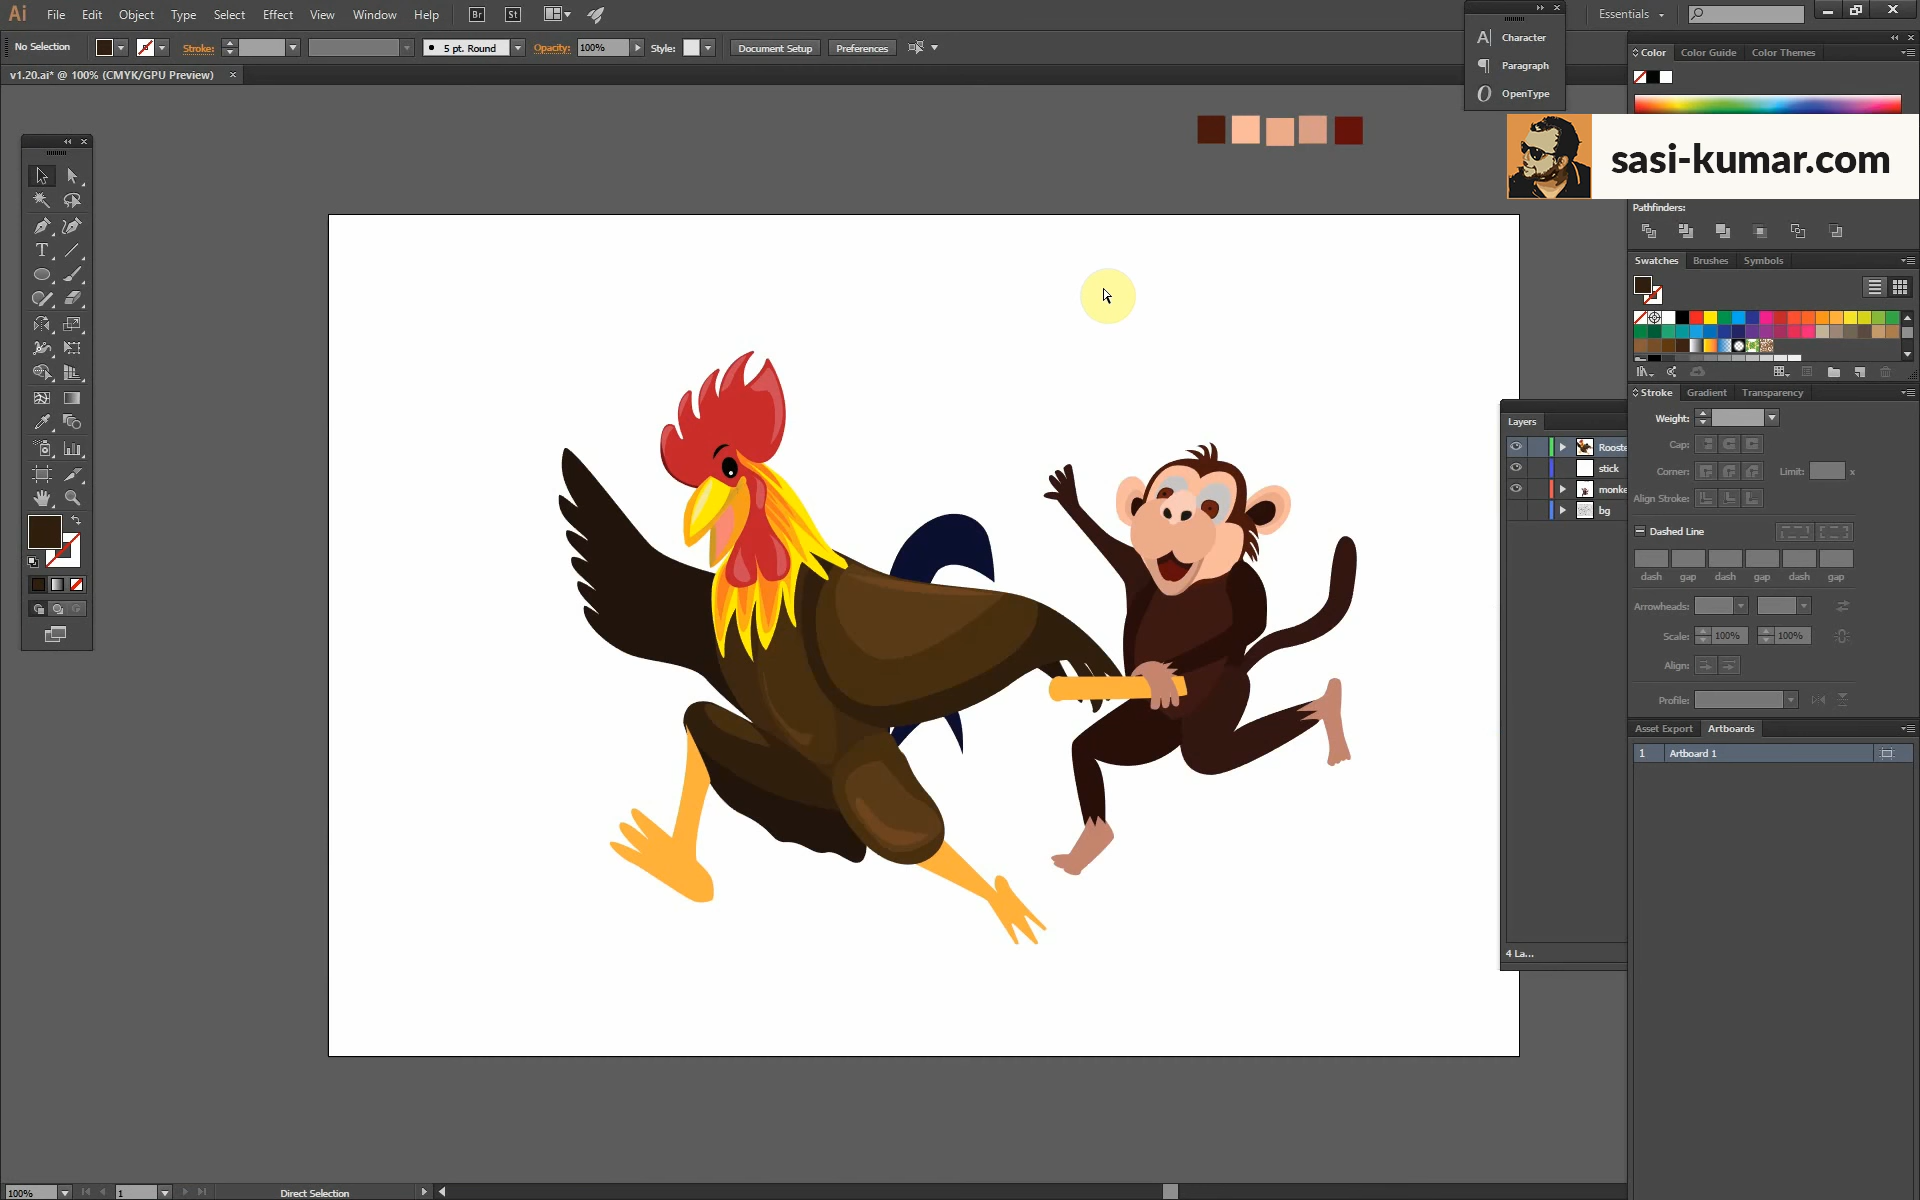 Ai File Edit Object Type Select Effect View Window Help Br St Essentials
No Selection Stroke: 5 pt. Round Opacity: 100% Style: Document Setup Preferences
v1.20.ai* @ 100% (CMYK/GPU Preview)
Character
Paragraph
OpenType
Color Color Guide Color Themes
sasi-kumar.com
Pathfinders:
Swatches Brushes Symbols
Stroke Gradient Transparency
Weight:
Cap:
Corner: Limit: x
Align Stroke:
Dashed Line
dash gap dash gap dash gap
Arrowheads:
Scale: 100% 100%
Align:
Profile:
Layers
Rooste
stick
monke
bg
4 La...
Asset Export Artboards
1 Artboard 1
100% 1 Direct Selection